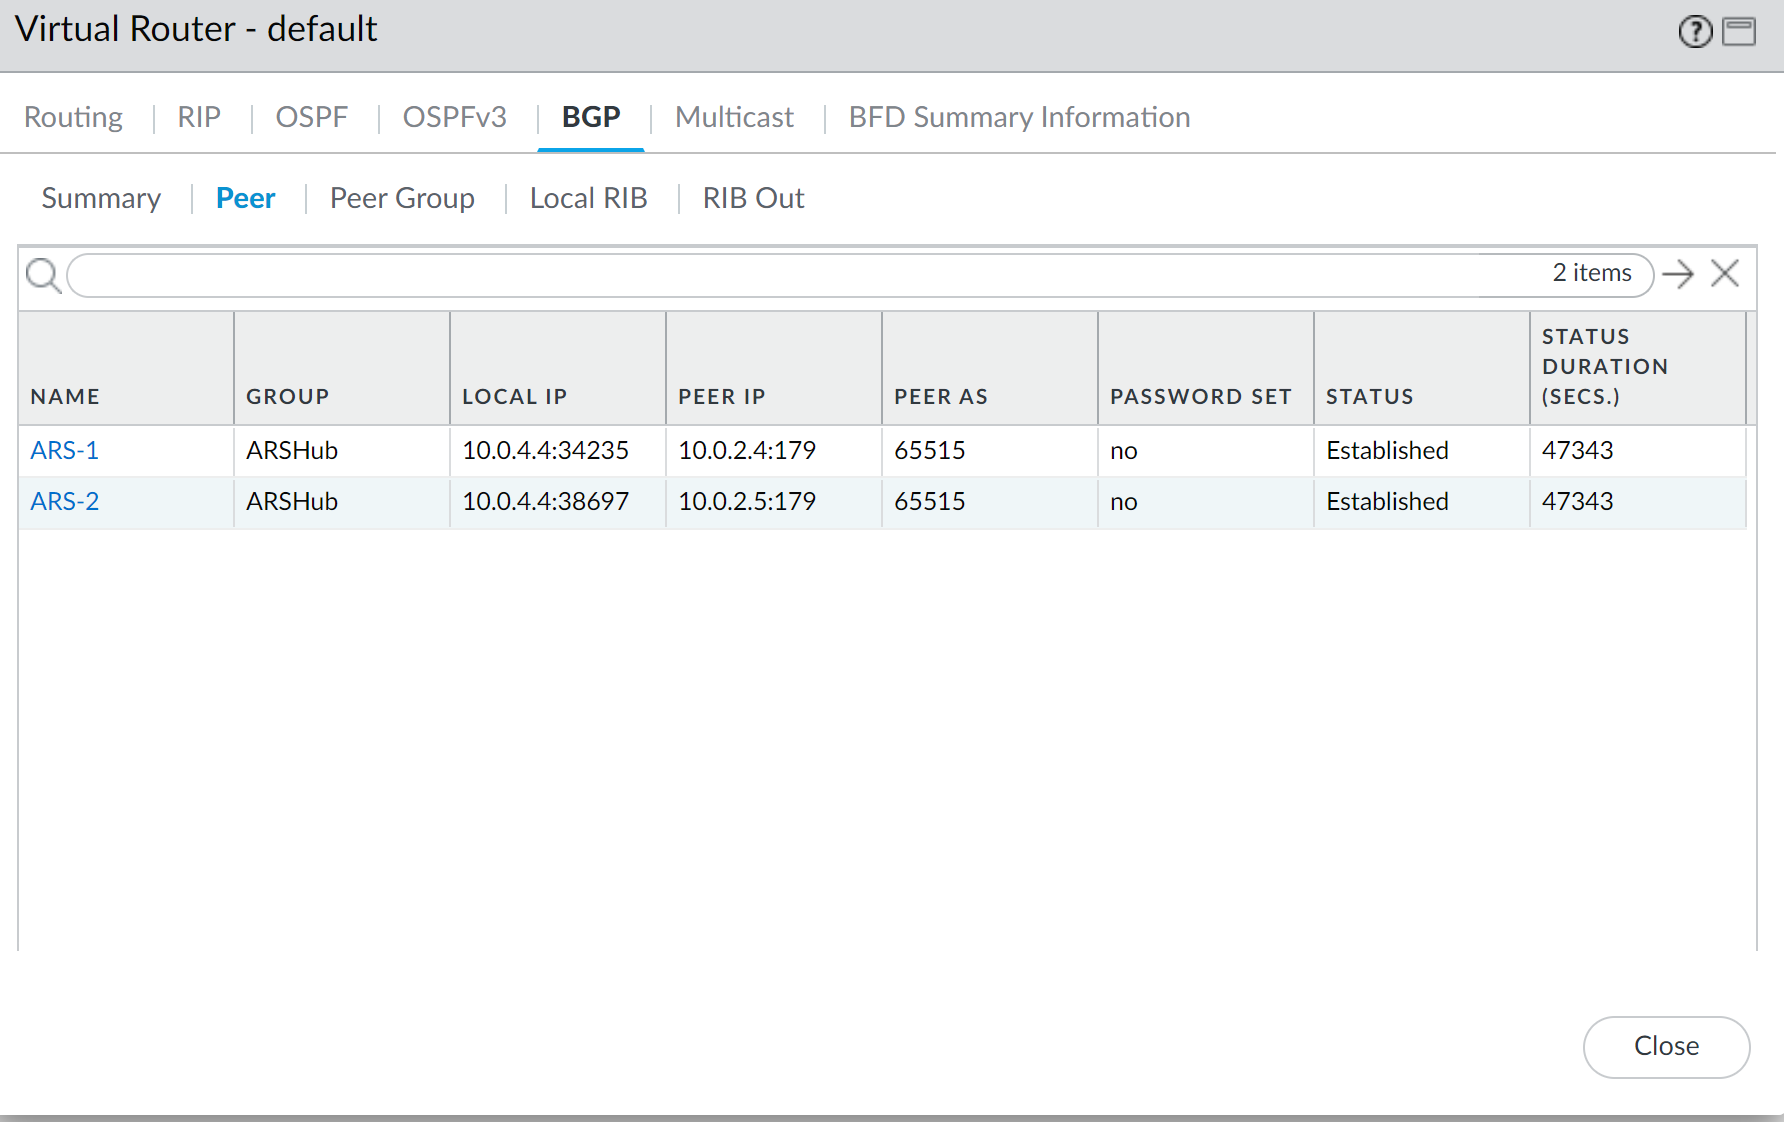 Virtual Router - default
Routing RIP OSPF OSPFv3 BGP Multicast BFD Summary Information
Summary Peer Peer Group Local RIB RIB Out
2 items
NAME GROUP LOCAL IP PEER IP PEER AS PASSWORD SET STATUS STATUS DURATION (SECS.)
ARS-1 ARSHub 10.0.4.4:34235 10.0.2.4:179 65515 no Established 47343
ARS-2 ARSHub 10.0.4.4:38697 10.0.2.5:179 65515 no Established 47343
Close